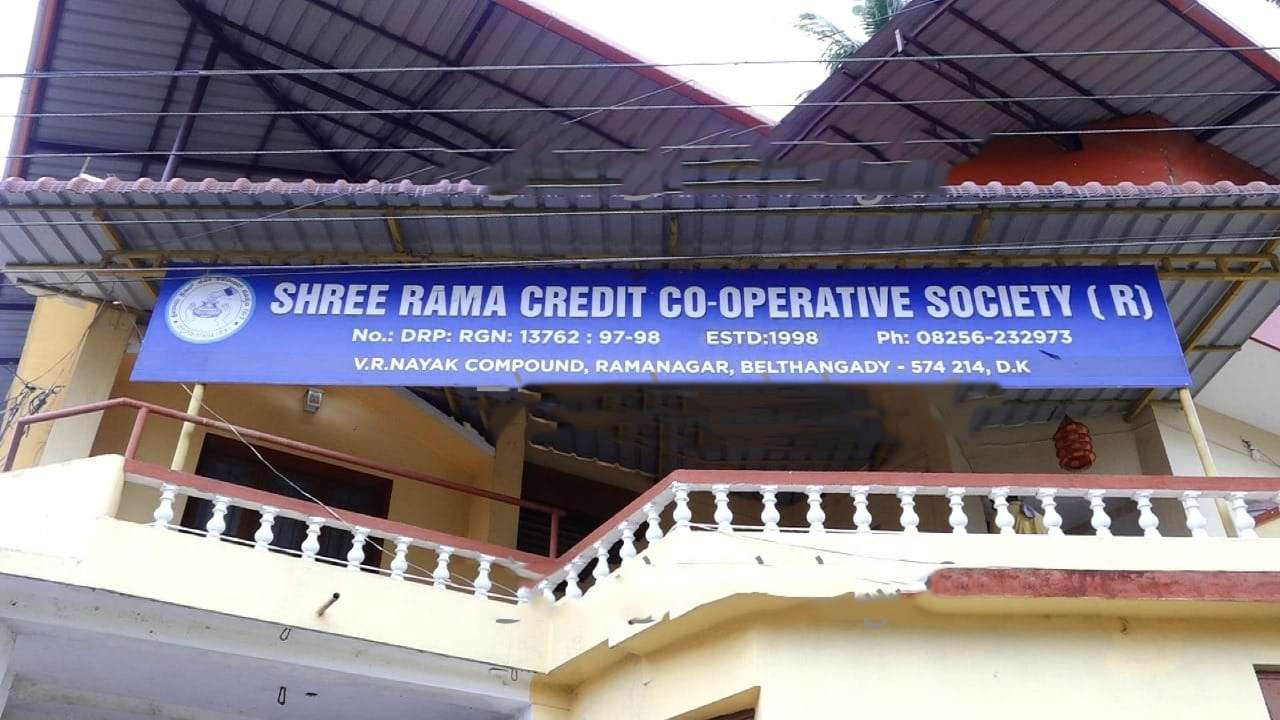 SHREE RAMA CREDIT CO-OPERATIVE SOCIETY ( R)
No.: DRP: RGN: 13762 : 97-98 ESTD:1998 Ph: 08256-232973
V.R.NAYAK COMPOUND, RAMANAGAR, BELTHANGADY - 574 214, D.K